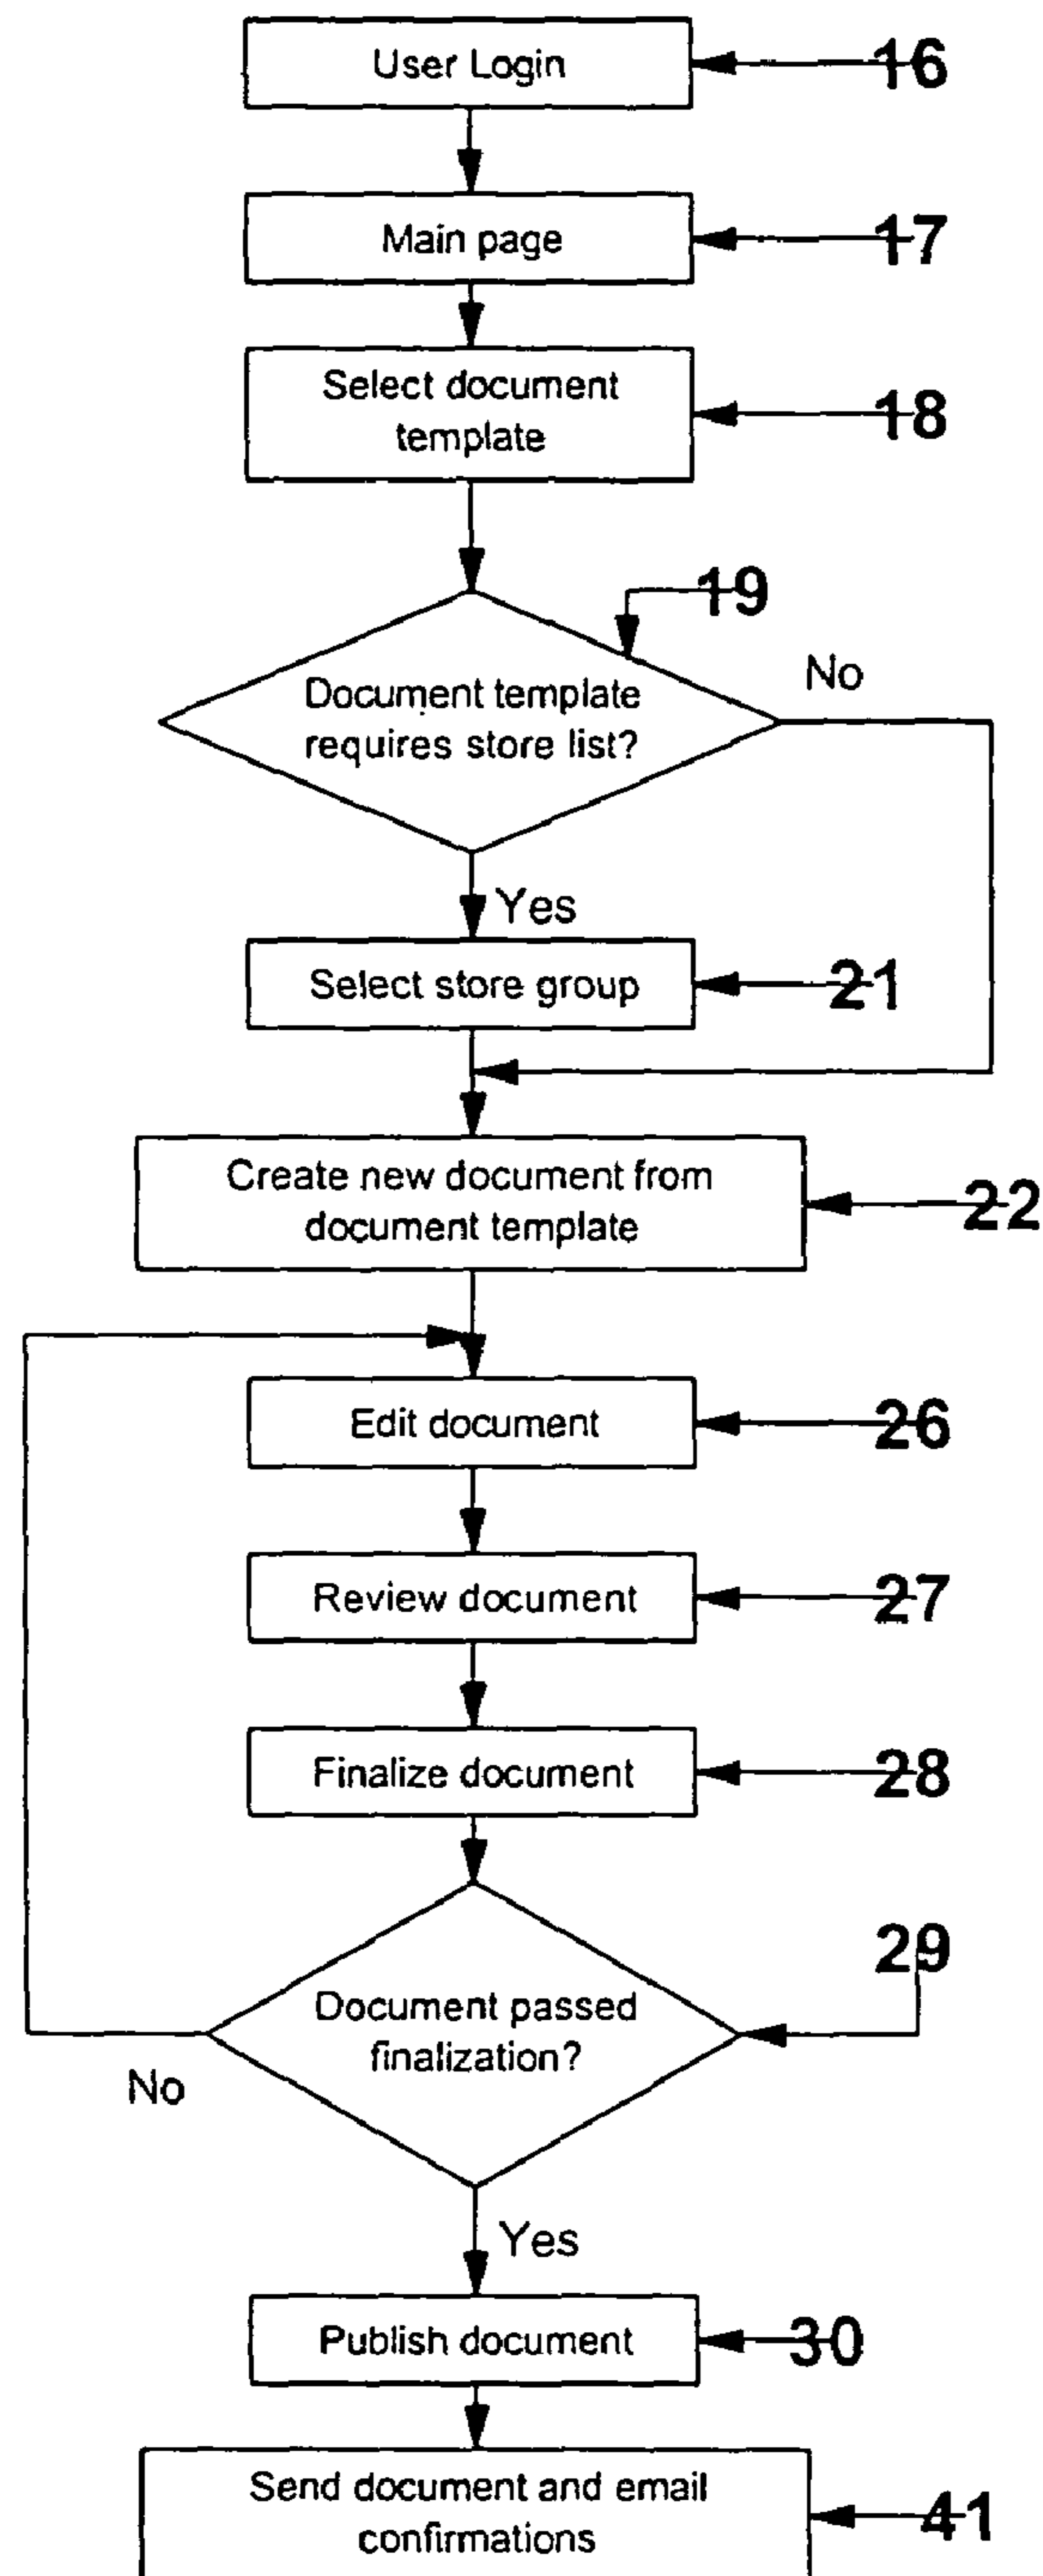 User Login
16
Main page
17
Select document
template
18
19
Document template
requires store list?
No
Yes
Select store group
21
Create new document from
document template
22
Edit document
26
Review document
27
Finalize document
28
29
Document passed
finalization?
No
Yes
Publish document
30
Send document and email
confirmations
41